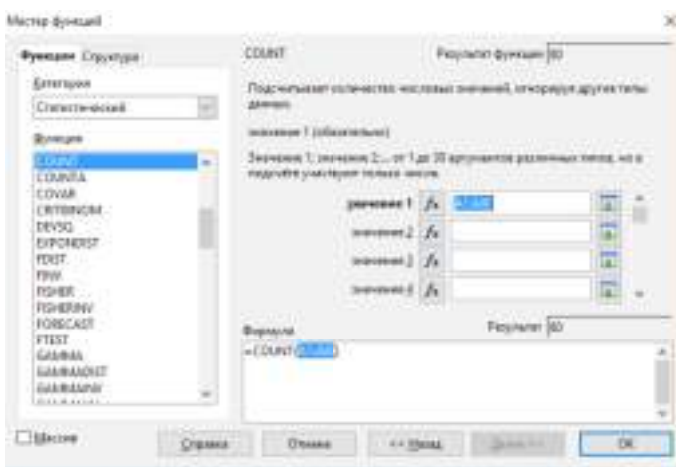 Мастер функций
Функции Структура
Категория
Статистический
Функция
COUNT
COUNTA
COVAR
CRITBINOM
DEVSQ
EXPONDIST
FDIST
FINV
FISHER
FISHERINV
FORECAST
FTEST
GAMMA
GAMMADIST
GAMMAINV
COUNT
Результат функции 60
Подсчитывает количество числовых значений, игнорируя другие типы
данных.
значение 1 (обязательно)
Значение 1; значение 2;... от 1 до 30 аргументов различных типов, но в
подсчёте участвуют только числа.
значение 1
значение 2
значение 3
значение 4
Формула
Результат 60
=COUNT(
Массив
Справка
Отмена
<< Назад
Далее >>
OK